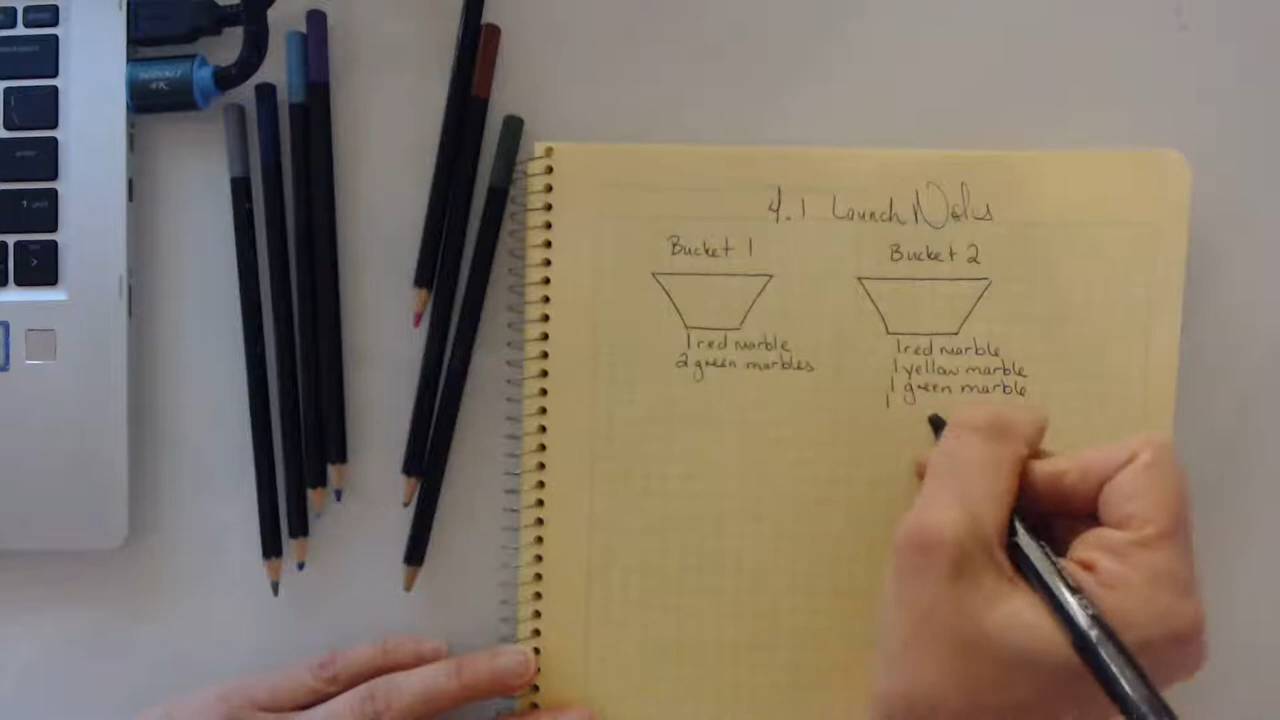 4.1 Launch Notes
Bucket 1
1 red marble
2 green marbles
Bucket 2
1 red marble
1 yellow marble
1 green marble
1